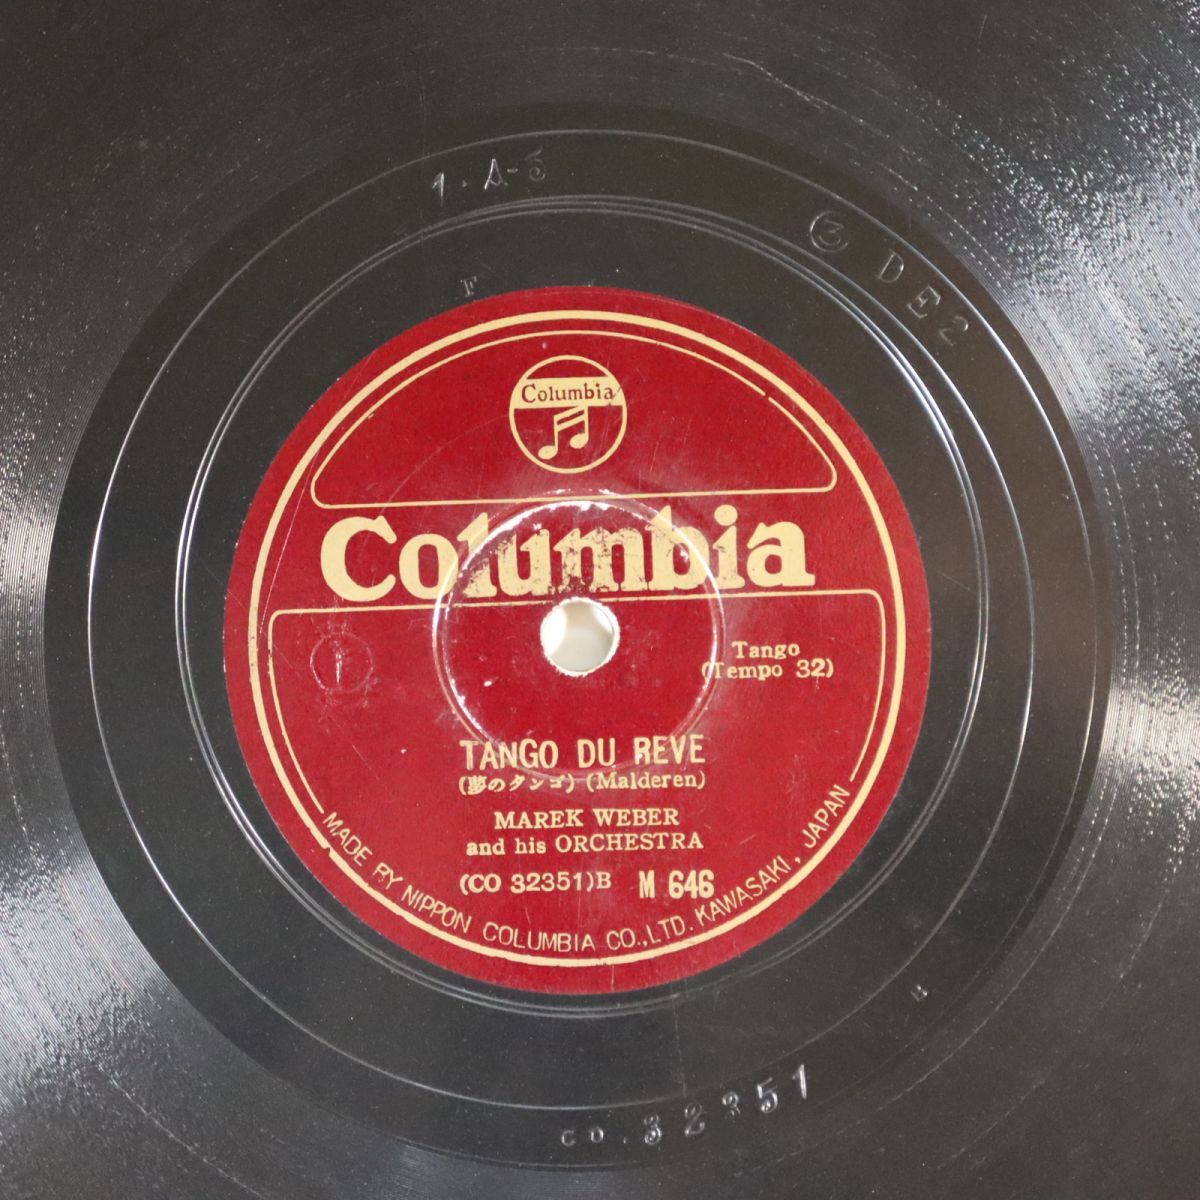 1·A-5
③ DE2
F
Columbia
Columbia
Tango
(Tempo 32)
TANGO DU REVE
(夢のタンゴ) (Malderen)
MAREK WEBER
and his ORCHESTRA
(CO 32351)B M 646
MADE BY NIPPON COLUMBIA CO.,LTD. KAWASAKI, JAPAN
B
CO.32351